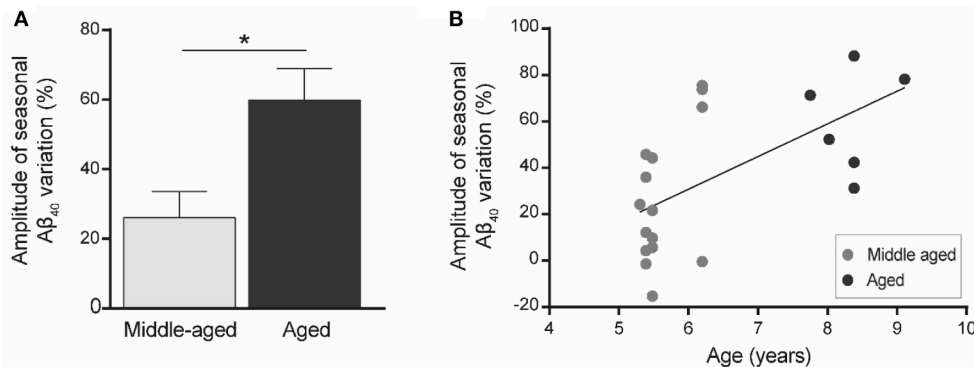 A
Amplitude of seasonal
Aβ40 variation (%)
80
60
40
20
0
*
Middle-aged
Aged
B
Amplitude of seasonal
Aβ40 variation (%)
100
80
60
40
20
0
-20
4
5
6
7
8
9
10
Age (years)
Middle aged
Aged